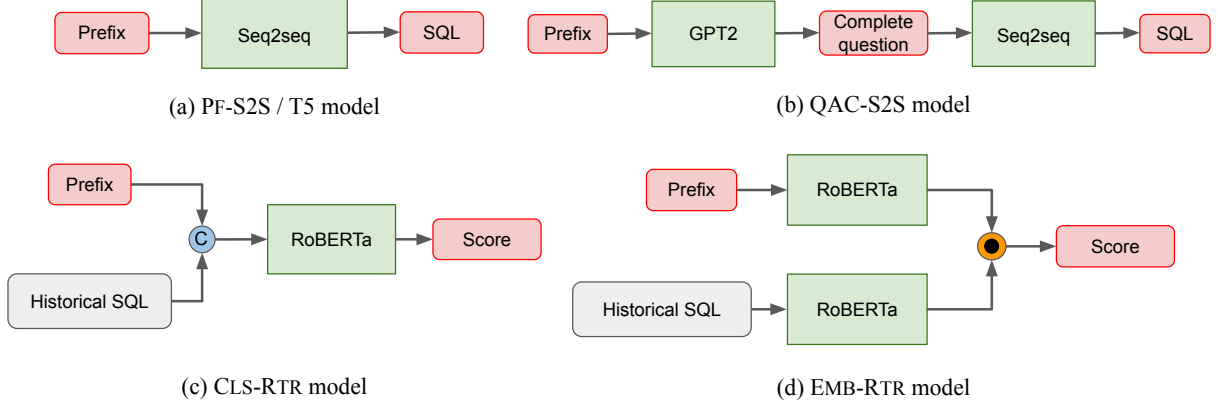 Prefix
Seq2seq
SQL
(a) PF-S2S / T5 model
Prefix
GPT2
Complete
question
Seq2seq
SQL
(b) QAC-S2S model
Prefix
C
RoBERTa
Score
Historical SQL
(c) CLS-RTR model
Prefix
RoBERTa
Score
Historical SQL
RoBERTa
(d) EMB-RTR model